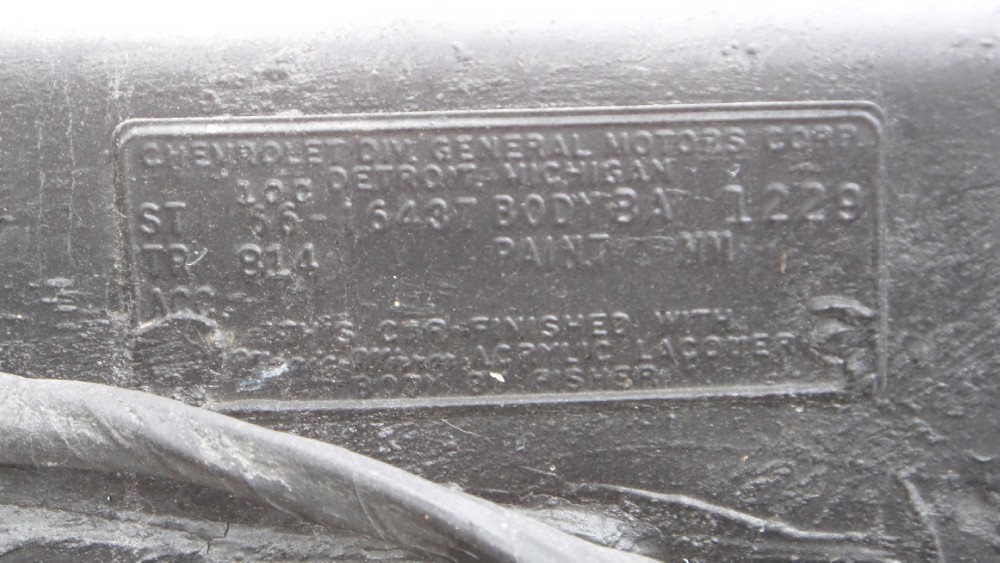 CHEVROLET DIV. GENERAL MOTORS CORP.
DETROIT, MICHIGAN
10C
ST 66- 16437 BODY BA 1229
TR 814 PAINT MM
ACC.
THIS CAR FINISHED WITH
ACRYLIC LACQUER
BODY BY FISHER